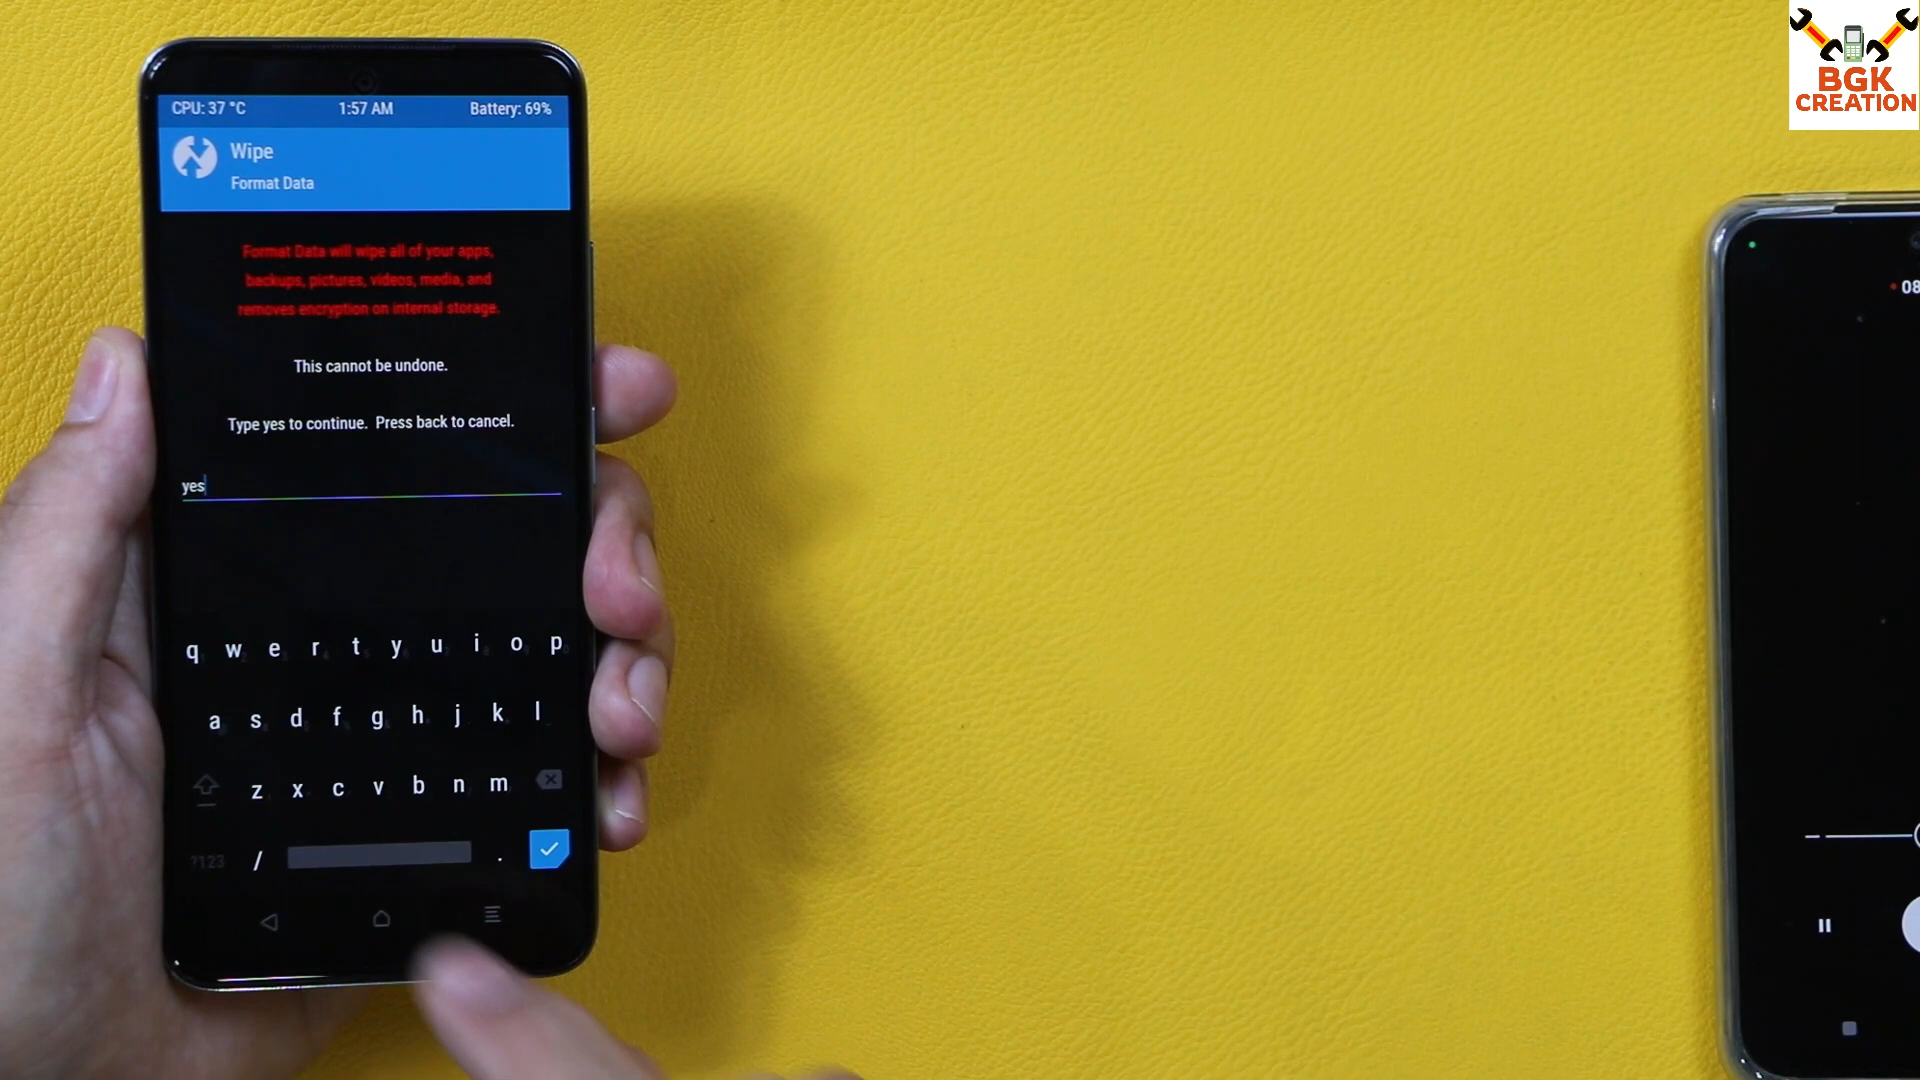 BGK
CREATION
CPU: 37 °C 1:57 AM Battery: 69%
Wipe
Format Data
Format Data will wipe all of your apps,
backups, pictures, videos, media, and
removes encryption on internal storage.
This cannot be undone.
Type yes to continue. Press back to cancel.
yes
q w e r t y u i o p
a s d f g h j k l
z x c v b n m
?123 / .
08